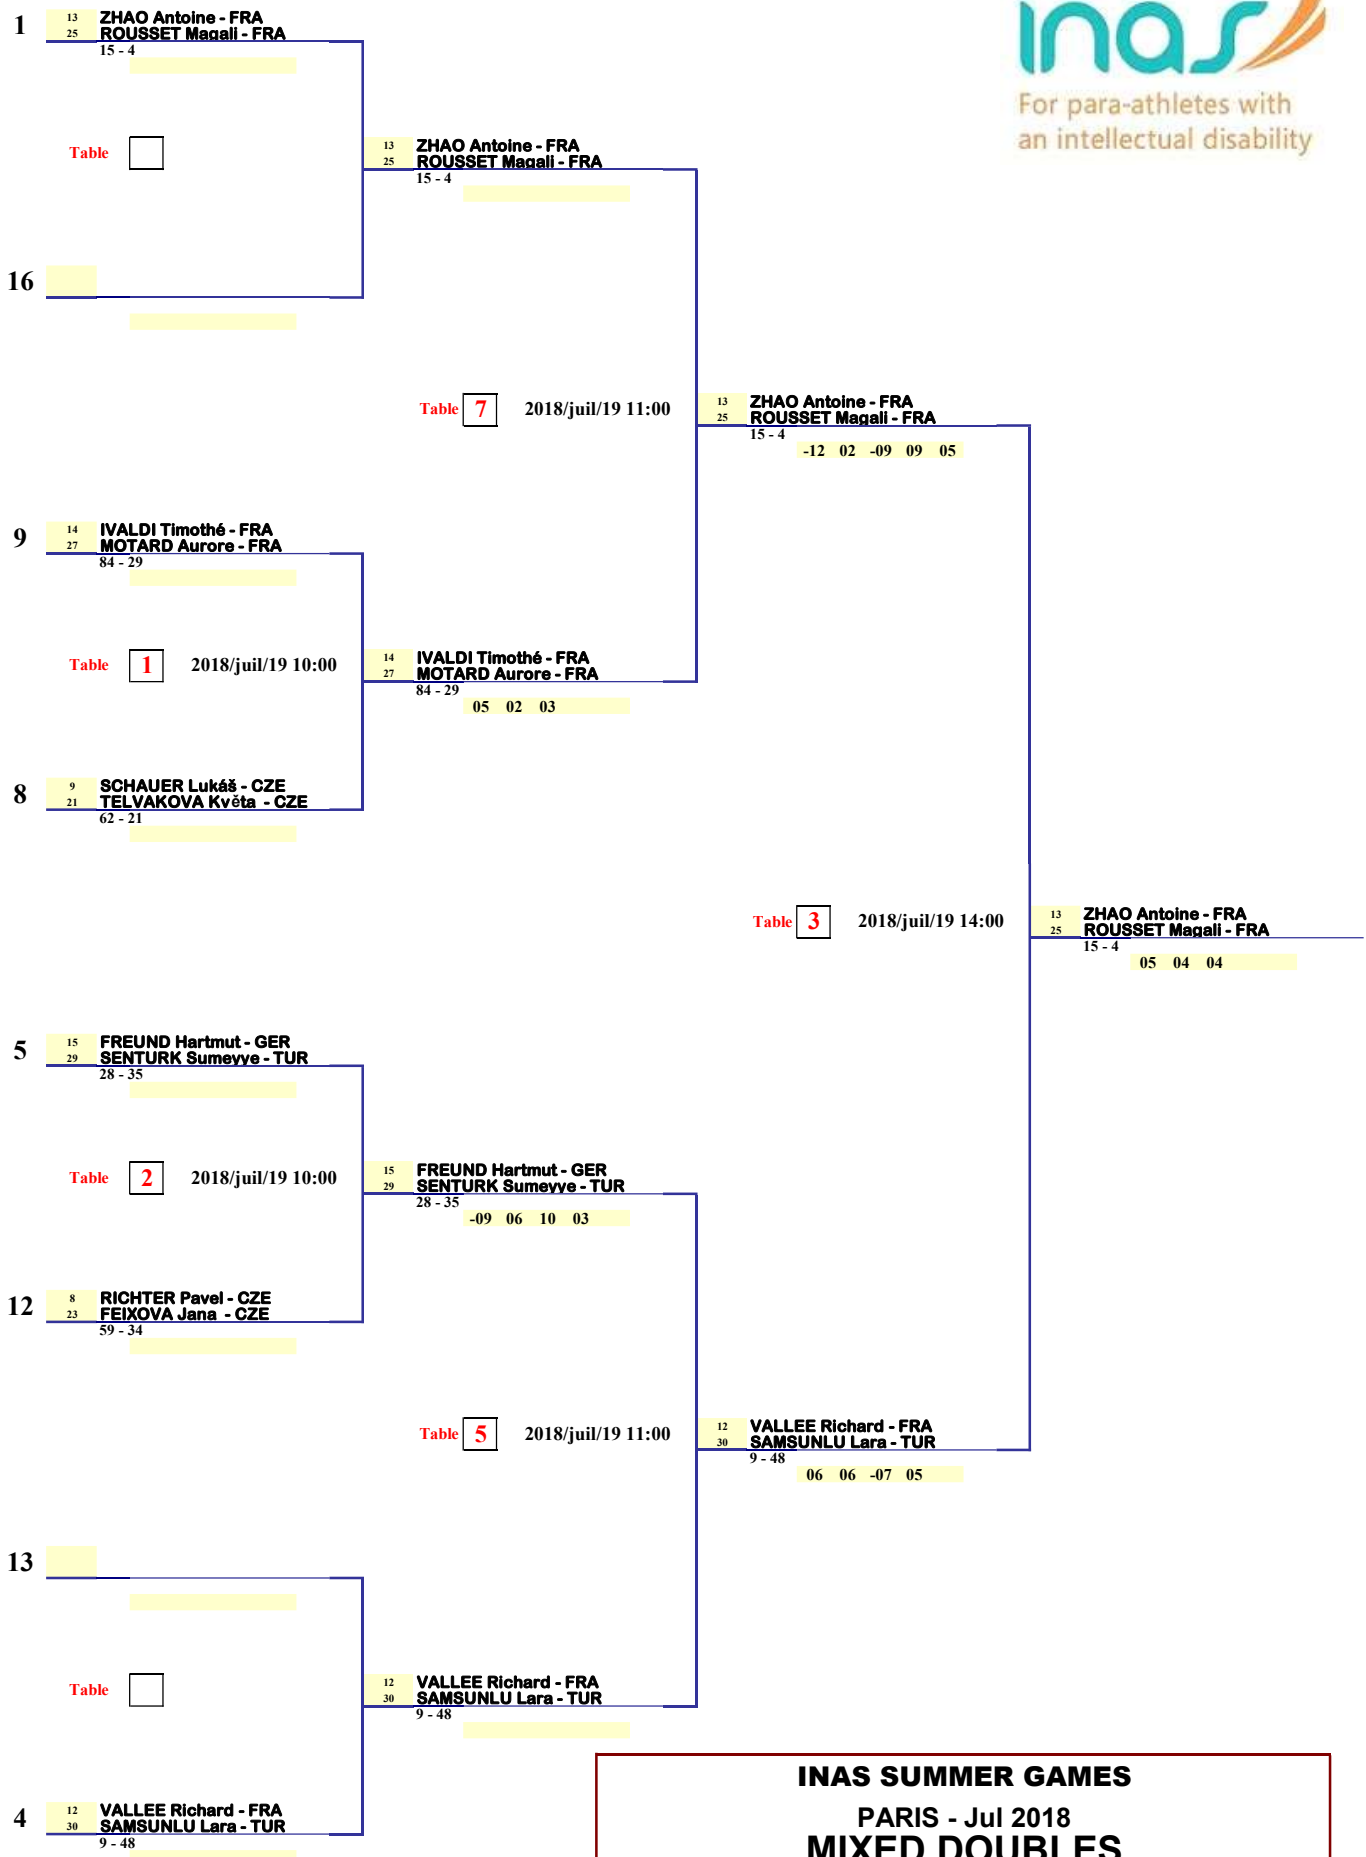 inas
For para-athletes with
an intellectual disability
1 13 ZHAO Antoine - FRA
25 ROUSSET Magali - FRA
15 - 4
Table
13 ZHAO Antoine - FRA
25 ROUSSET Magali - FRA
15 - 4
16
Table 7 2018/juil/19 11:00
13 ZHAO Antoine - FRA
25 ROUSSET Magali - FRA
15 - 4
-12 02 -09 09 05
9 14 IVALDI Timothé - FRA
27 MOTARD Aurore - FRA
84 - 29
Table 1 2018/juil/19 10:00
14 IVALDI Timothé - FRA
27 MOTARD Aurore - FRA
84 - 29
05 02 03
8 9 SCHAUER Lukáš - CZE
21 TELVAKOVA Květa - CZE
62 - 21
Table 3 2018/juil/19 14:00
13 ZHAO Antoine - FRA
25 ROUSSET Magali - FRA
15 - 4
05 04 04
5 15 FREUND Hartmut - GER
29 SENTURK Sumeyye - TUR
28 - 35
Table 2 2018/juil/19 10:00
15 FREUND Hartmut - GER
29 SENTURK Sumeyye - TUR
28 - 35
-09 06 10 03
12 8 RICHTER Pavel - CZE
23 FEIXOVA Jana - CZE
59 - 34
Table 5 2018/juil/19 11:00
12 VALLEE Richard - FRA
30 SAMSUNLU Lara - TUR
9 - 48
06 06 -07 05
13
Table
12 VALLEE Richard - FRA
30 SAMSUNLU Lara - TUR
9 - 48
4 12 VALLEE Richard - FRA
30 SAMSUNLU Lara - TUR
9 - 48
INAS SUMMER GAMES
PARIS - Jul 2018
MIXED DOUBLES